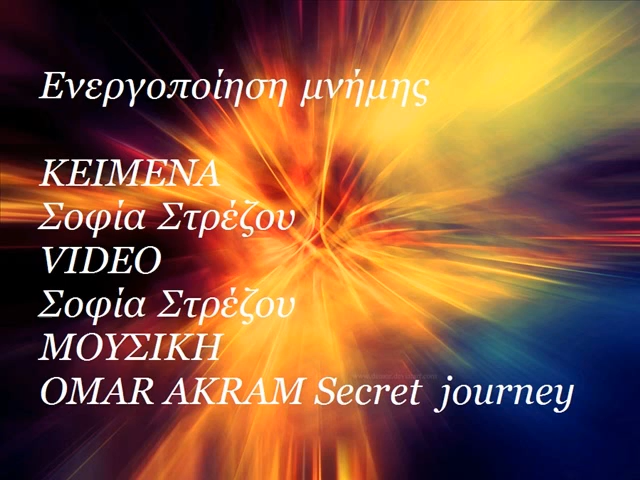 Ενεργοποίηση μνήμης
ΚΕΙΜΕΝΑ
Σοφία Στρέζου
VIDEO
Σοφία Στρέζου
ΜΟΥΣΙΚΗ
OMAR AKRAM Secret journey